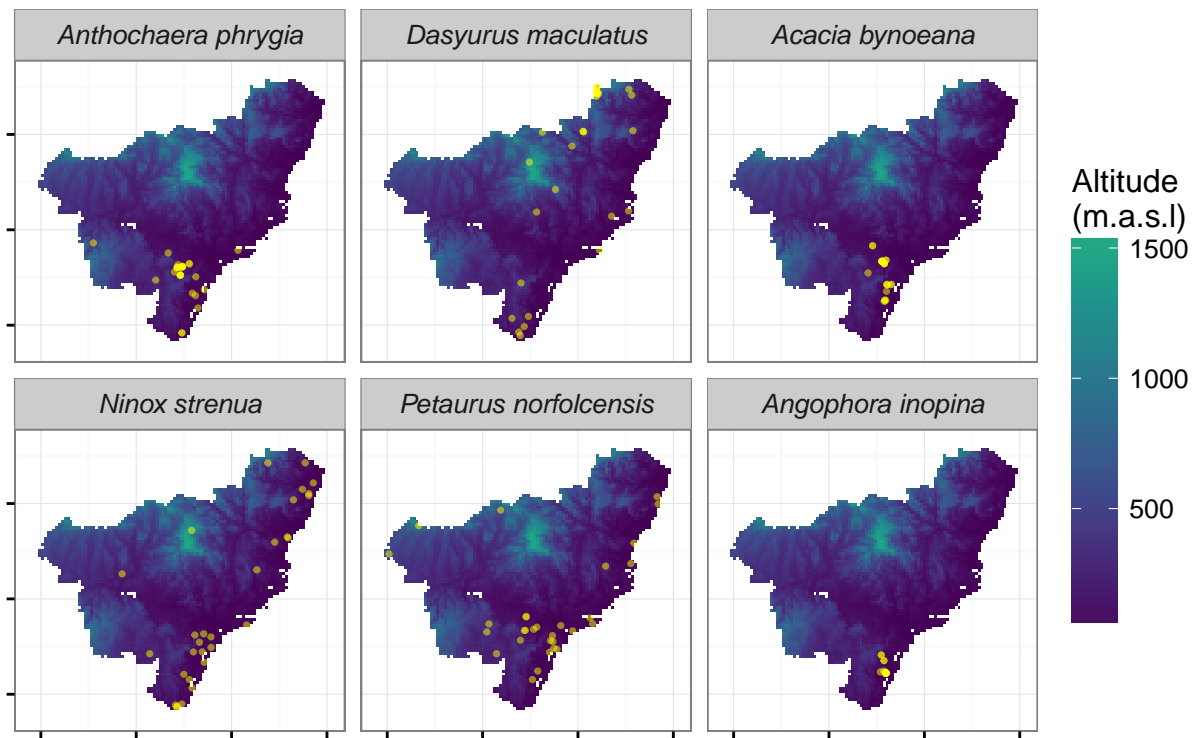 Anthochaera phrygia
Dasyurus maculatus
Acacia bynoeana
Ninox strenua
Petaurus norfolcensis
Angophora inopina
Altitude
(m.a.s.l)
1500
1000
500